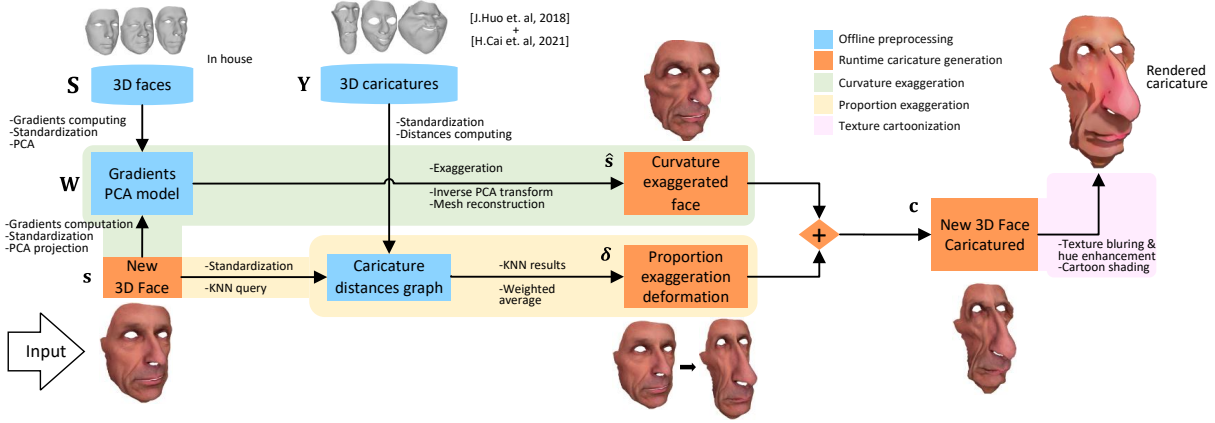 [J.Huo et. al, 2018]
+
[H.Cai et. al, 2021]
In house
S
3D faces
Y
3D caricatures
Offline preprocessing
Runtime caricature generation
Curvature exaggeration
Proportion exaggeration
Texture cartoonization
Rendered
caricature
-Gradients computing
-Standardization
-PCA
-Standardization
-Distances computing
W
Gradients
PCA model
-Exaggeration
-Inverse PCA transform
-Mesh reconstruction
ŝ
Curvature
exaggerated
face
-Gradients computation
-Standardization
-PCA projection
s
New
3D Face
-Standardization
-KNN query
Caricature
distances graph
-KNN results
-Weighted
average
δ
Proportion
exaggeration
deformation
+
c
New 3D Face
Caricatured
-Texture bluring &
hue enhancement
-Cartoon shading
Input